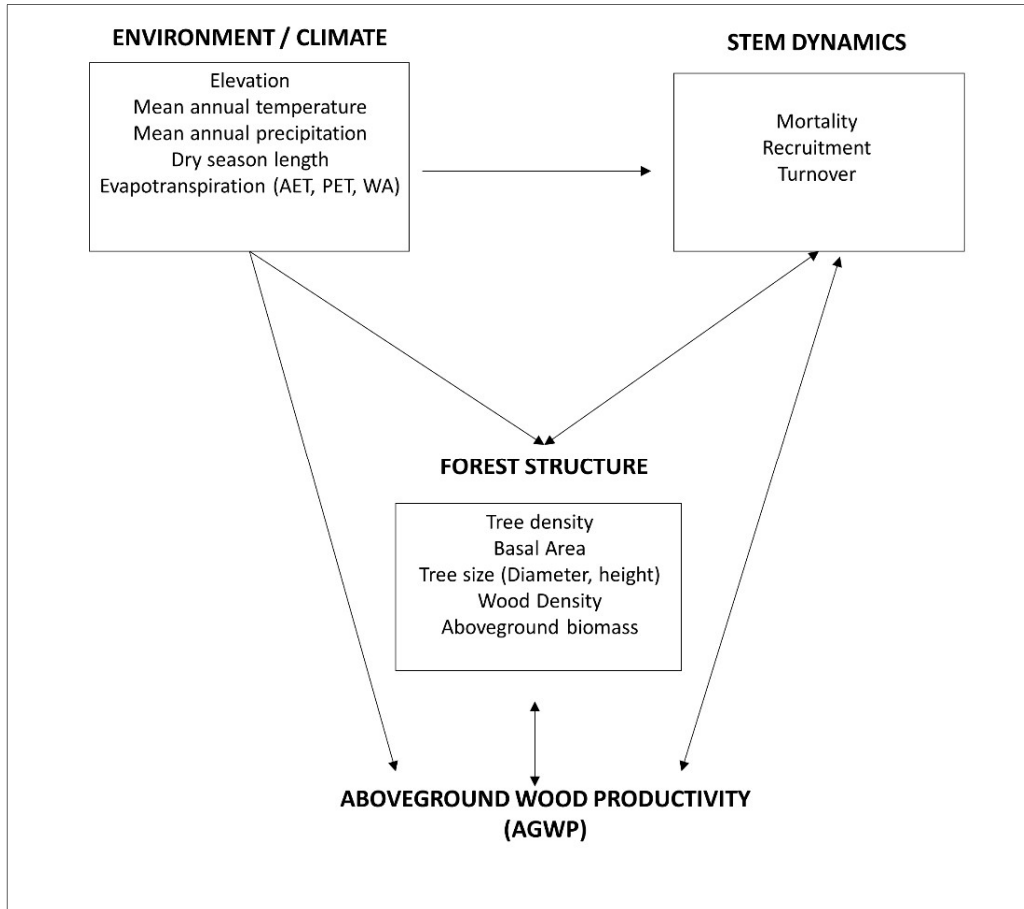 ENVIRONMENT / CLIMATE
Elevation
Mean annual temperature
Mean annual precipitation
Dry season length
Evapotranspiration (AET, PET, WA)
STEM DYNAMICS
Mortality
Recruitment
Turnover
FOREST STRUCTURE
Tree density
Basal Area
Tree size (Diameter, height)
Wood Density
Aboveground biomass
ABOVEGROUND WOOD PRODUCTIVITY
(AGWP)